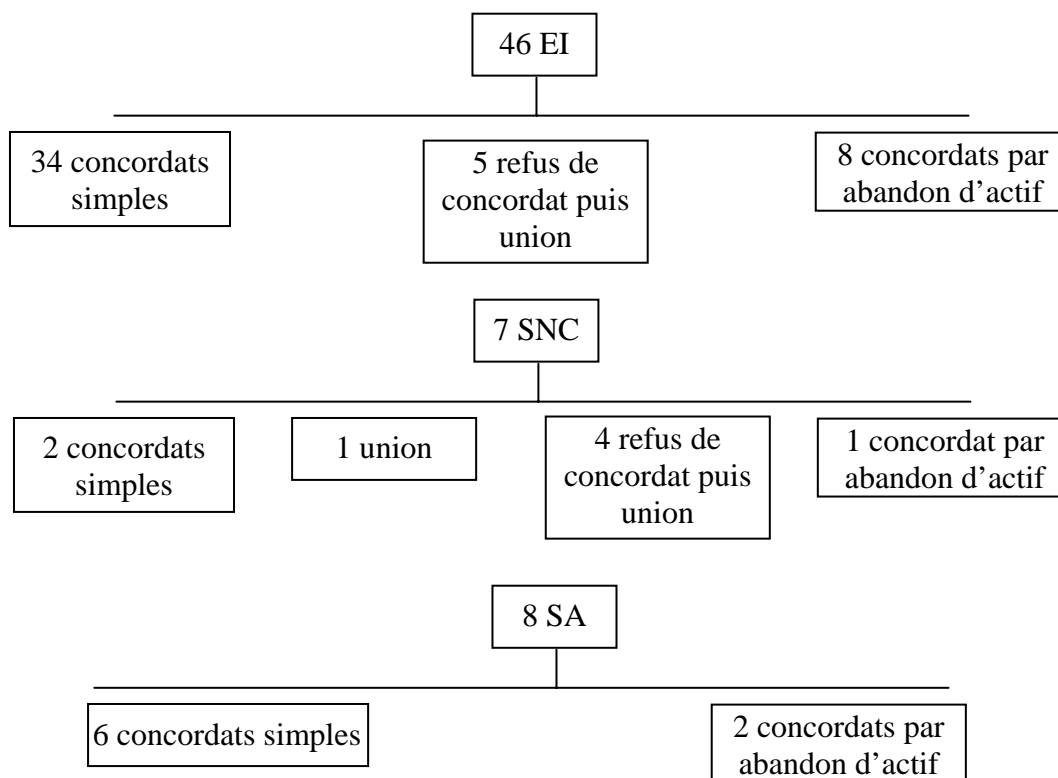 46 EI
34 concordats
simples
5 refus de
concordat puis
union
8 concordats par
abandon d'actif
7 SNC
2 concordats
simples
1 union
4 refus de
concordat puis
union
1 concordat par
abandon d'actif
8 SA
6 concordats simples
2 concordats par
abandon d'actif